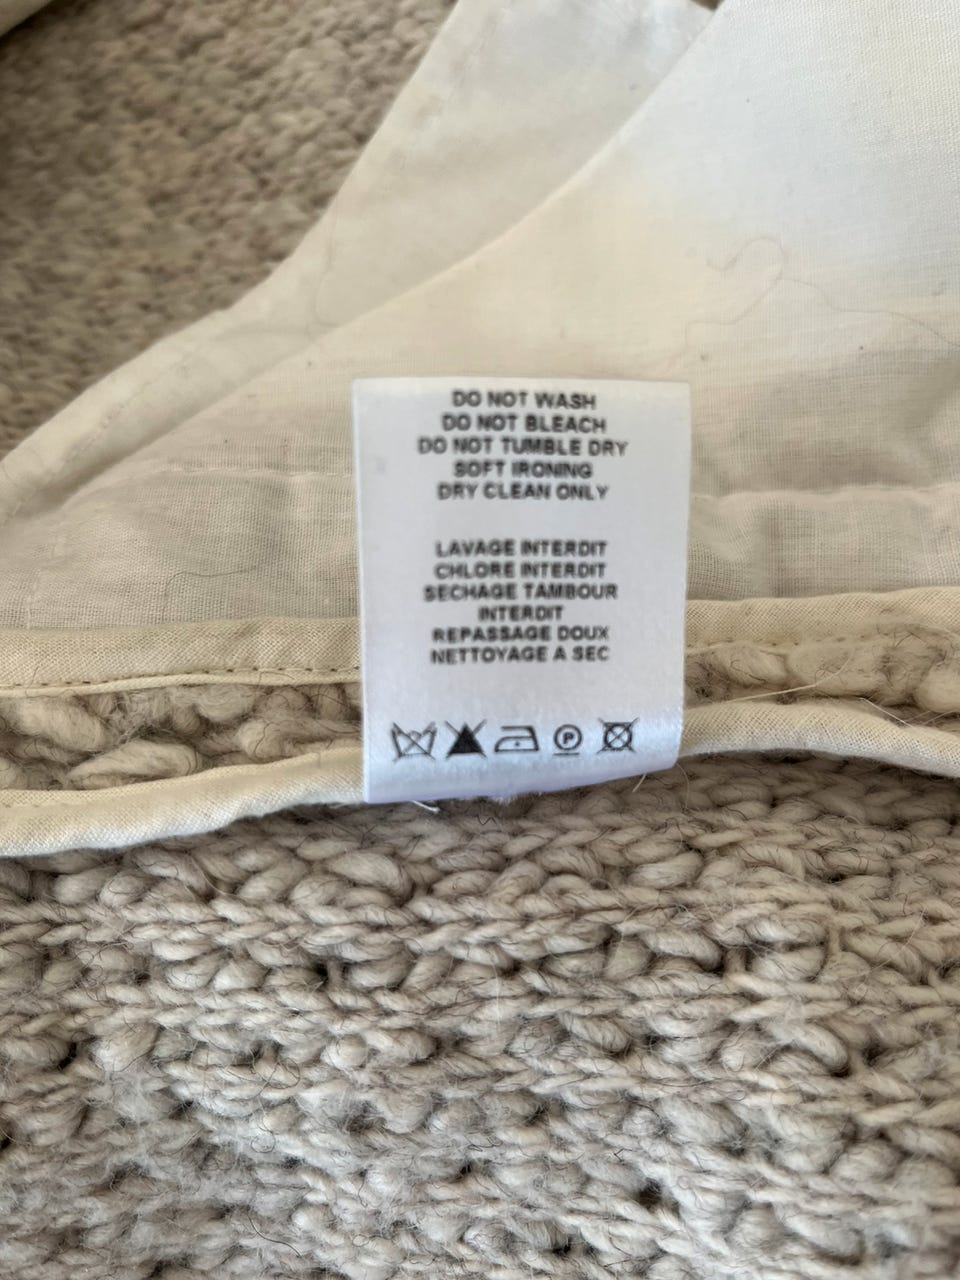 DO NOT WASH
DO NOT BLEACH
DO NOT TUMBLE DRY
SOFT IRONING
DRY CLEAN ONLY
LAVAGE INTERDIT
CHLORE INTERDIT
SECHAGE TAMBOUR
INTERDIT
REPASSAGE DOUX
NETTOYAGE A SEC
P